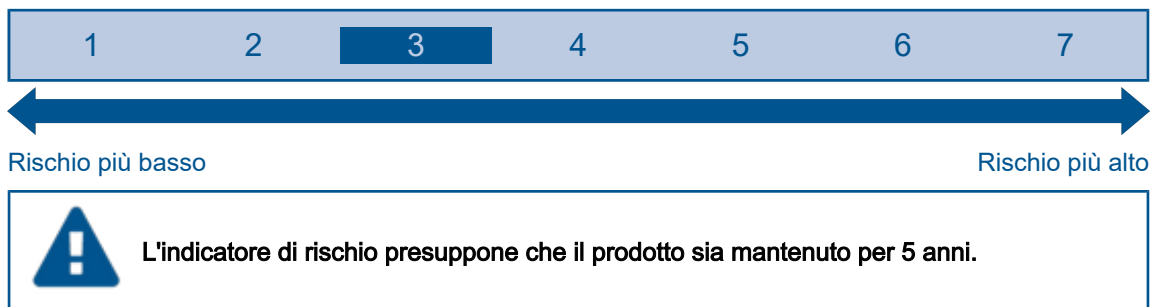 1 2 3 4 5 6 7
Rischio più basso Rischio più alto
L'indicatore di rischio presuppone che il prodotto sia mantenuto per 5 anni.